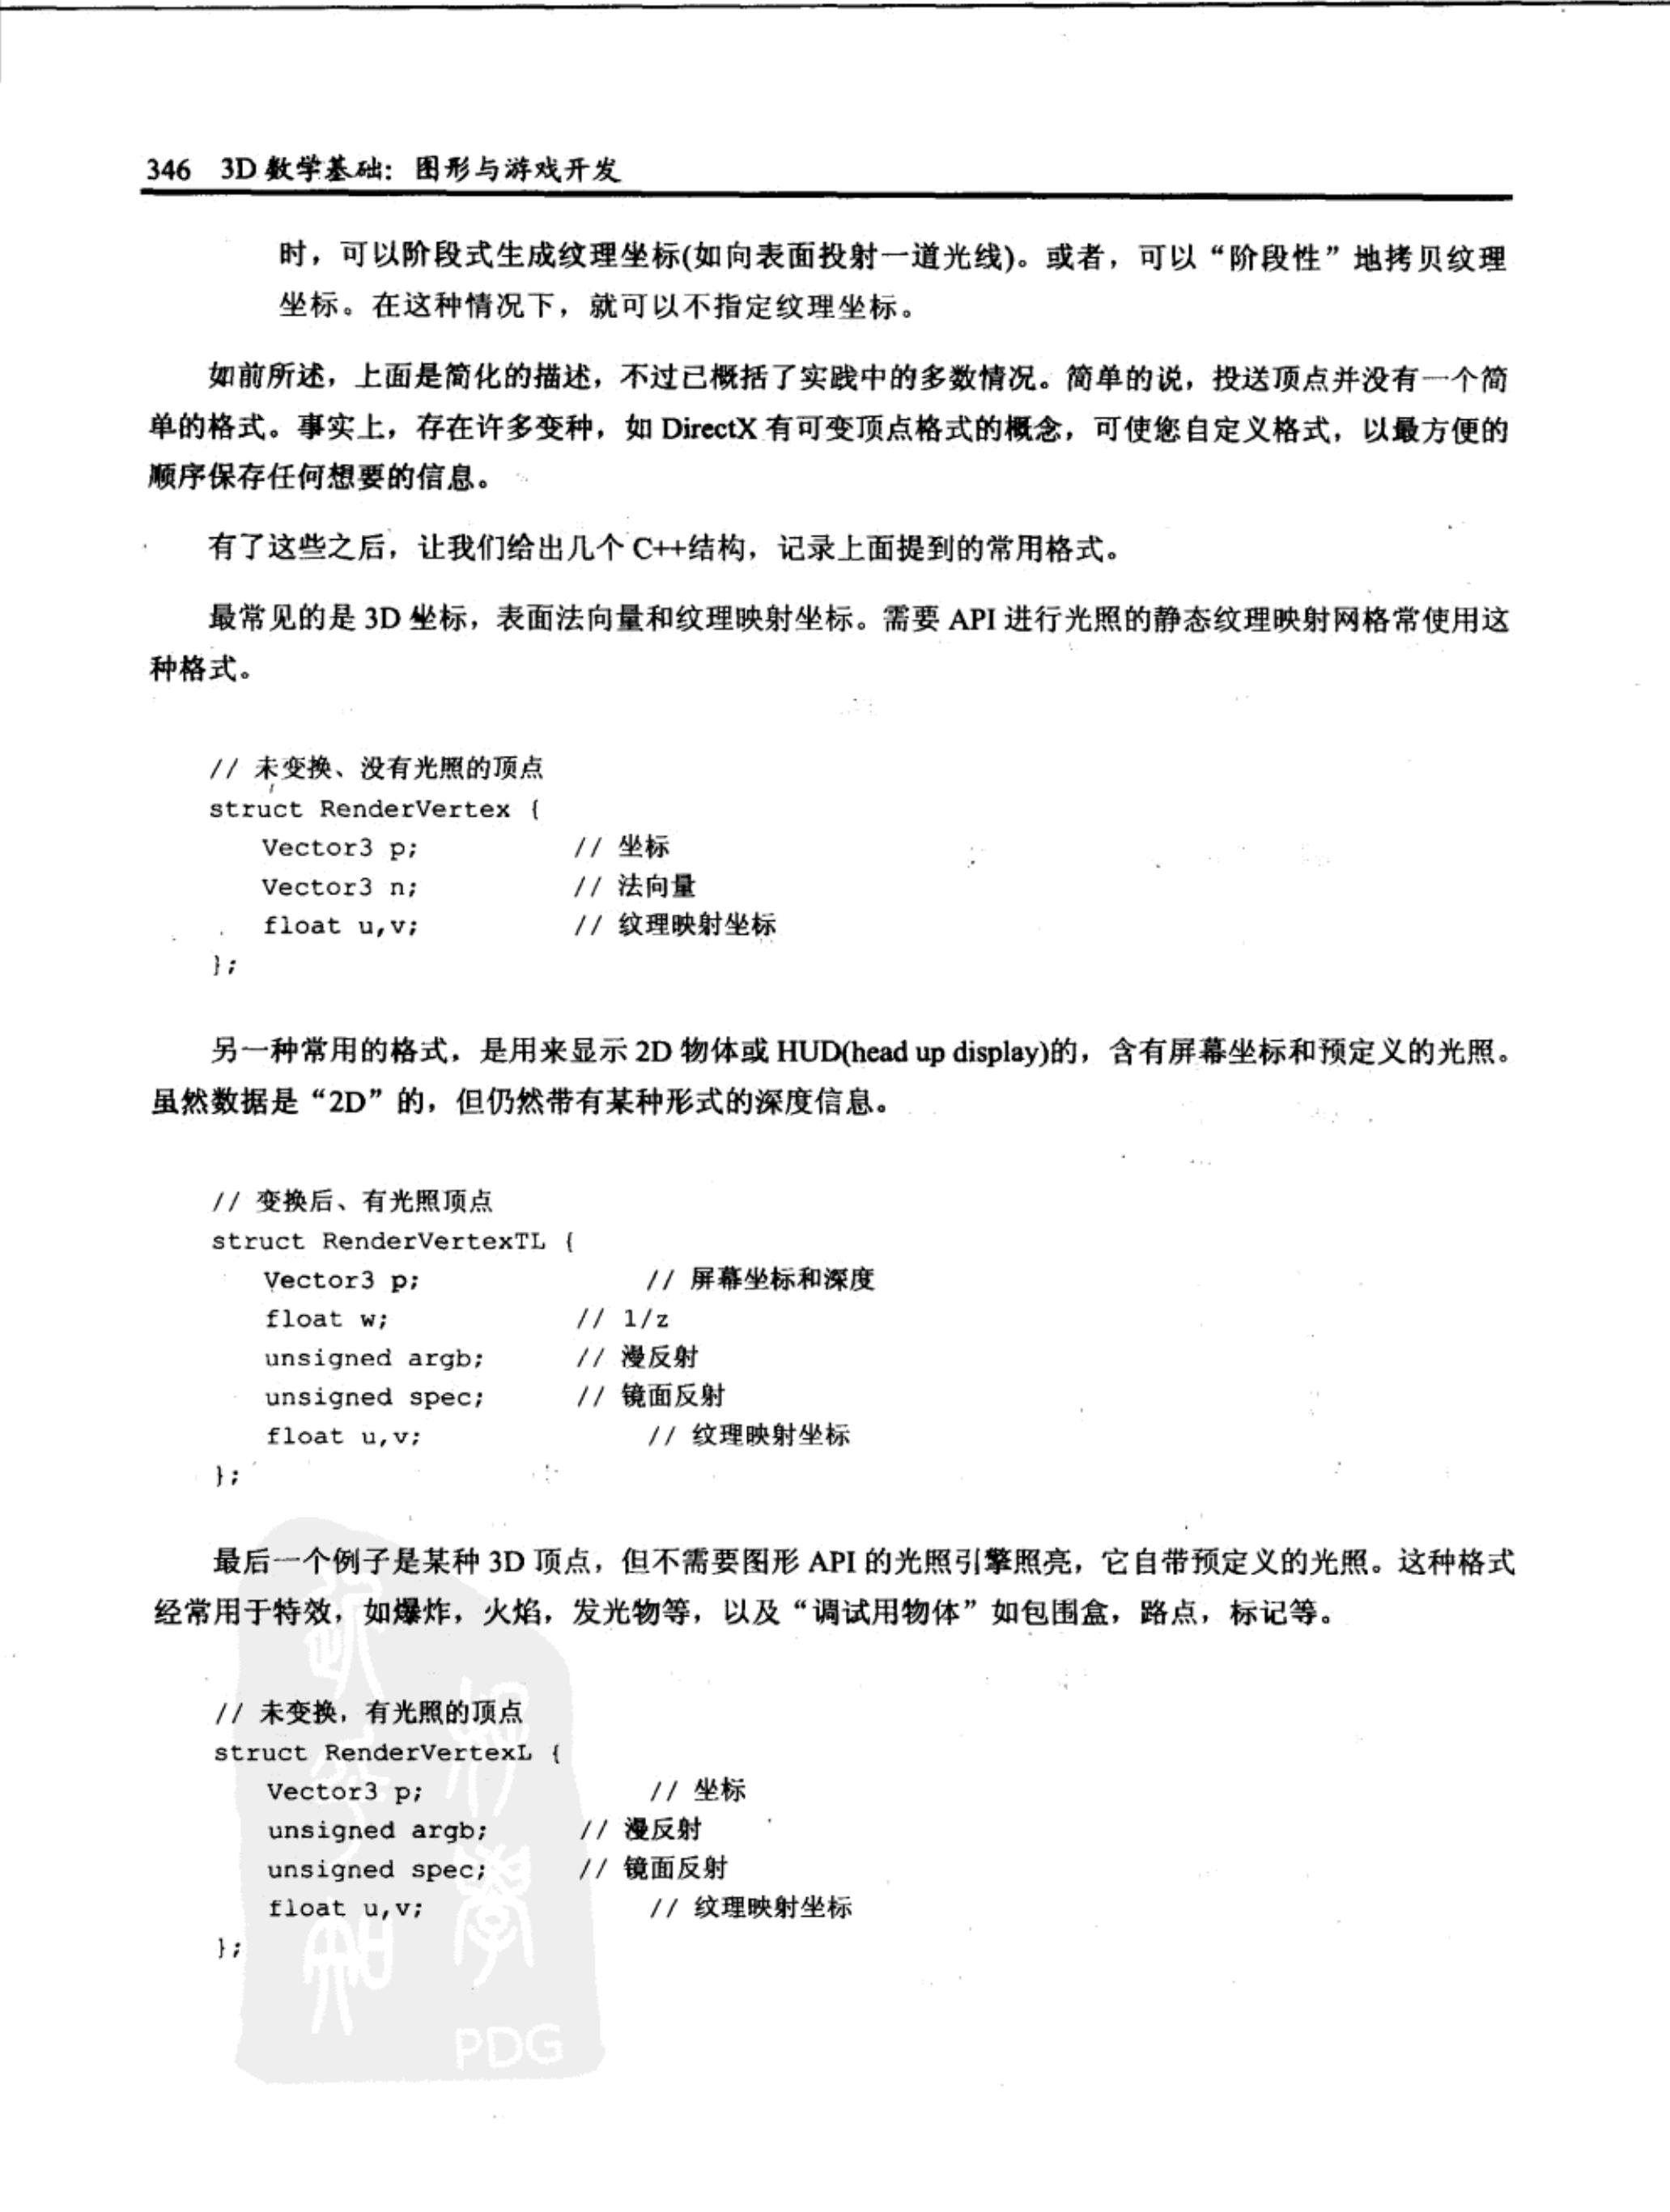 346 3D 数学基础：图形与游戏开发
时，可以阶段式生成纹理坐标(如向表面投射一道光线)。或者，可以“阶段性”地拷贝纹理
坐标。在这种情况下，就可以不指定纹理坐标。
如前所述，上面是简化的描述，不过已概括了实践中的多数情况。简单的说，投送顶点并没有一个简
单的格式。事实上，存在许多变种，如 DirectX 有可变顶点格式的概念，可使您自定义格式，以最方便的
顺序保存任何想要的信息。
有了这些之后，让我们给出几个 C++结构，记录上面提到的常用格式。
最常见的是 3D 坐标，表面法向量和纹理映射坐标。需要 API 进行光照的静态纹理映射网格常使用这
种格式。
// 未变换、没有光照的顶点
struct RenderVertex {
Vector3 p; // 坐标
Vector3 n; // 法向量
float u,v; // 纹理映射坐标
};
另一种常用的格式，是用来显示 2D 物体或 HUD(head up display)的，含有屏幕坐标和预定义的光照。
虽然数据是“2D”的，但仍然带有某种形式的深度信息。
// 变换后、有光照顶点
struct RenderVertexTL {
Vector3 p; // 屏幕坐标和深度
float w; // 1/z
unsigned argb; // 漫反射
unsigned spec; // 镜面反射
float u,v; // 纹理映射坐标
};
最后一个例子是某种 3D 顶点，但不需要图形 API 的光照引擎照亮，它自带预定义的光照。这种格式
经常用于特效，如爆炸，火焰，发光物等，以及“调试用物体”如包围盒，路点，标记等。
// 未变换，有光照的顶点
struct RenderVertexL {
Vector3 p; // 坐标
unsigned argb; // 漫反射
unsigned spec; // 镜面反射
float u,v; // 纹理映射坐标
};
PDG